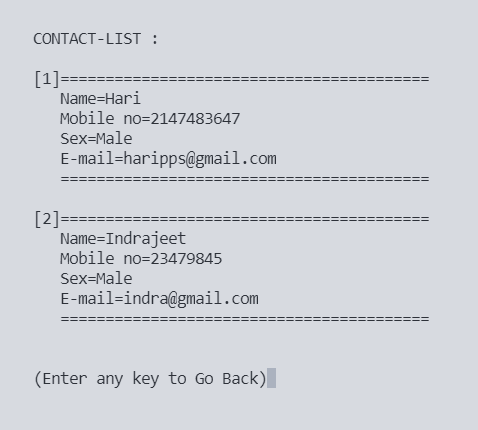 CONTACT-LIST :
[1]=========================================
Name=Hari
Mobile no=2147483647
Sex=Male
E-mail=haripps@gmail.com
=========================================
[2]=========================================
Name=Indrajeet
Mobile no=23479845
Sex=Male
E-mail=indra@gmail.com
=========================================
(Enter any key to Go Back)